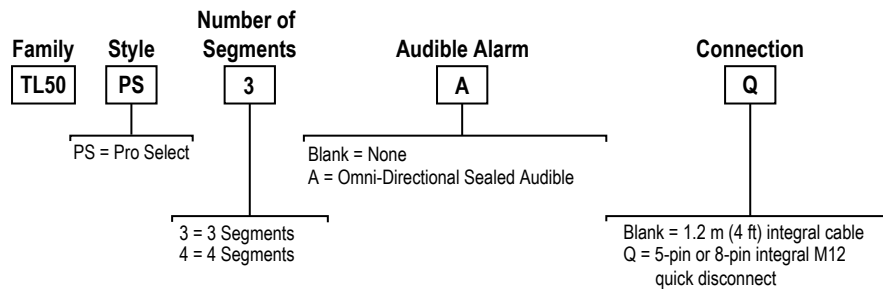 Family
Style
Number of
Segments
Audible Alarm
Connection
TL50
PS
3
A
Q
PS = Pro Select
Blank = None
A = Omni-Directional Sealed Audible
3 = 3 Segments
4 = 4 Segments
Blank = 1.2 m (4 ft) integral cable
Q = 5-pin or 8-pin integral M12
quick disconnect